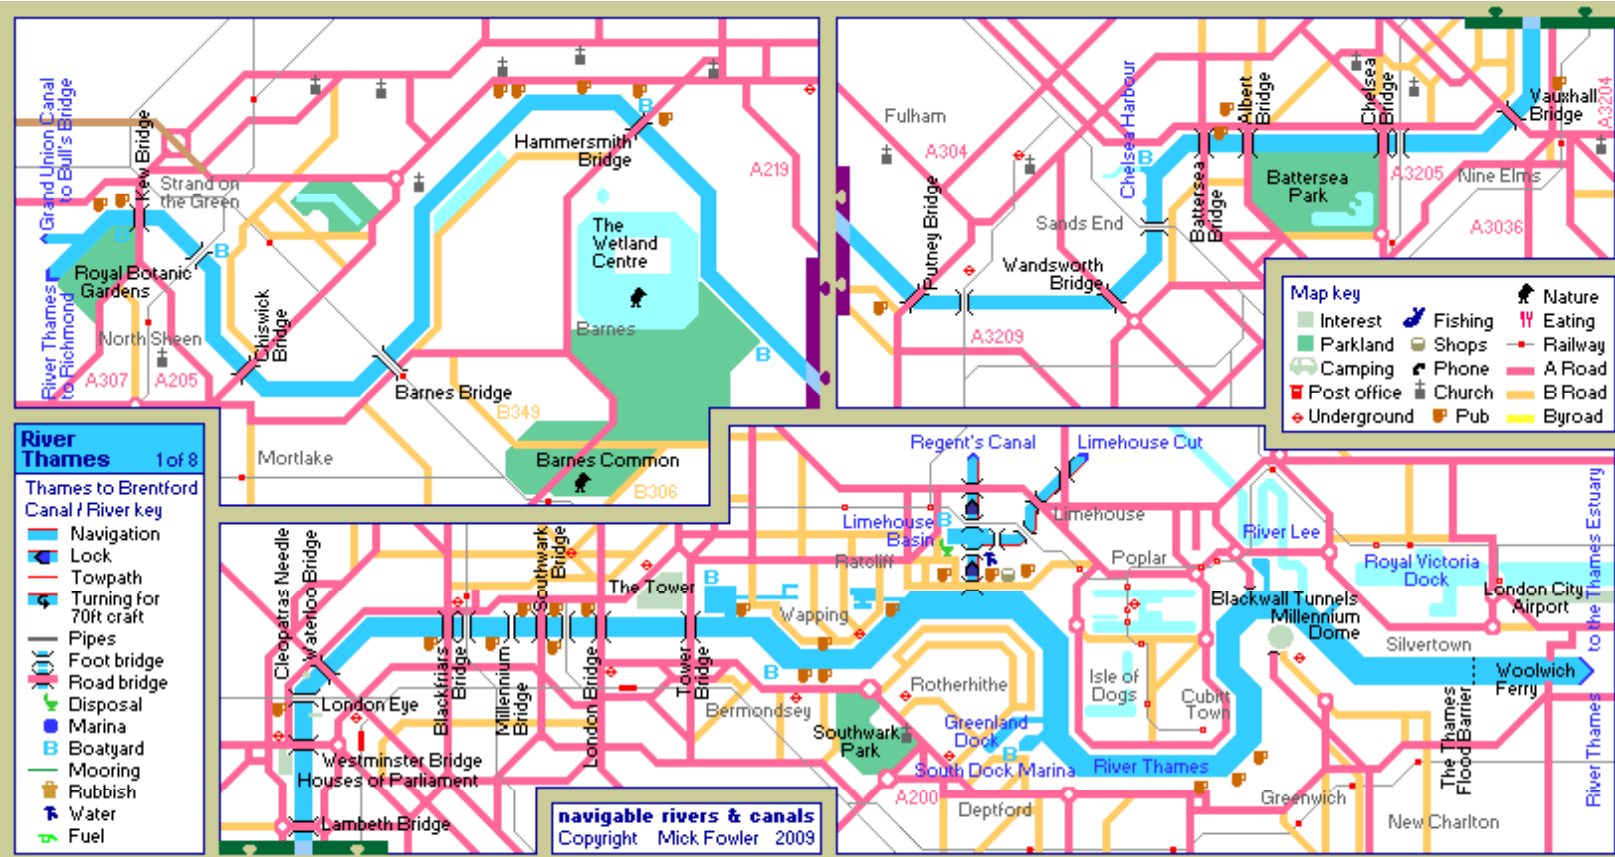 Grand Union Canal
to Bull's Bridge
Kew Bridge
Strand on
the Green
Royal Botanic
Gardens
River Thames
to Richmond
North Sheen
A307
A205
Chiswick
Bridge
Hammersmith
Bridge
A219
The
Wetland
Centre
Barnes
Barnes Bridge
B349
Mortlake
Barnes Common
B306
B
B
B
B
Fulham
A304
Putney Bridge
Sands End
Wandsworth
Bridge
A3209
Chelsea Harbour
B
Battersea
Bridge
Albert
Bridge
Chelsea
Bridge
Battersea
Park
A3205
Nine Elms
A3036
Vauxhall
Bridge
A3204
Map key
Interest
Parkland
Camping
Post office
Underground
Fishing
Shops
Phone
Church
Pub
Nature
Eating
Railway
A Road
B Road
Byroad
River
Thames 1 of 8
Thames to Brentford
Canal / River key
Navigation
Lock
Towpath
Turning for
70ft craft
Pipes
Foot bridge
Road bridge
Disposal
Marina
B Boatyard
Mooring
Rubbish
Water
Fuel
Cleopatras Needle
Waterloo Bridge
London Eye
Westminster Bridge
Houses of Parliament
Lambeth Bridge
Blackfriars
Bridge
Millennium
Bridge
Southwark
Bridge
London Bridge
The Tower
Tower
Bridge
B
B
Bermondsey
Wapping
Ratcliff
Regent's Canal
Limehouse Cut
Limehouse
Basin
B
Limehouse
Poplar
Southwark
Park
Rotherhithe
Greenland
Dock
B
South Dock Marina
A200
Deptford
River Thames
Isle of
Dogs
Cubitt
Town
River Lee
Blackwall Tunnels
Millennium
Dome
Royal Victoria
Dock
London City
Airport
Silvertown
Woolwich
Ferry
The Thames
Flood Barrier
Greenwich
New Charlton
River Thames to the Thames Estuary
navigable rivers & canals
Copyright Mick Fowler 2009